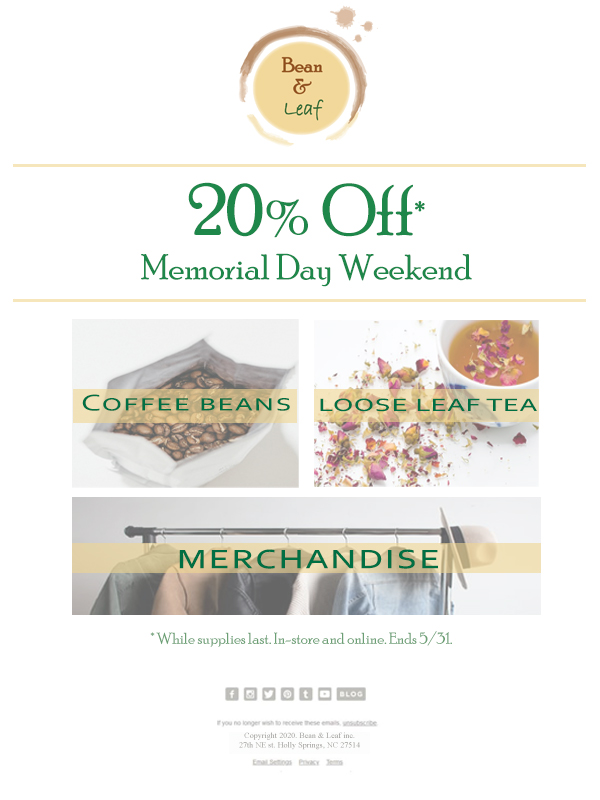 Bean
&
Leaf
20% Off*
Memorial Day Weekend
COFFEE BEANS
LOOSE LEAF TEA
MERCHANDISE
*While supplies last. In-store and online. Ends 5/31.
BLOG
If you no longer wish to receive these emails, unsubscribe
Copyright 2020. Bean & Leaf inc.
27th NE st. Holly Springs, NC 27514
Email Settings Privacy Terms